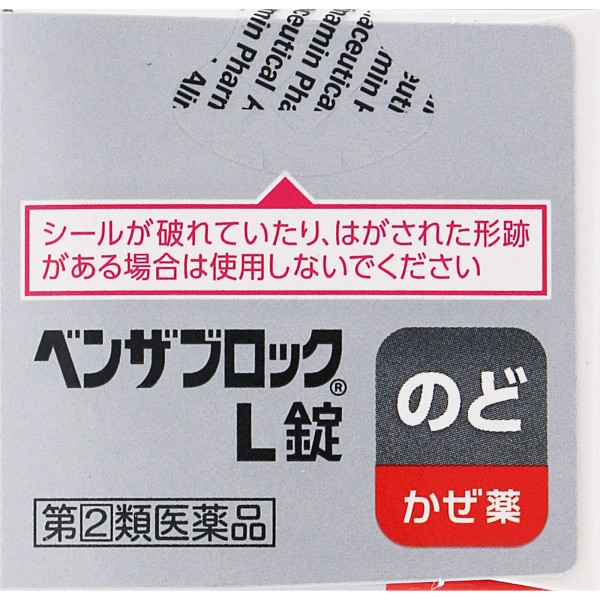 シールが破れていたり、はがされた形跡
がある場合は使用しないでください
ベンザブロック®
L錠
のど
かぜ薬
第②類医薬品